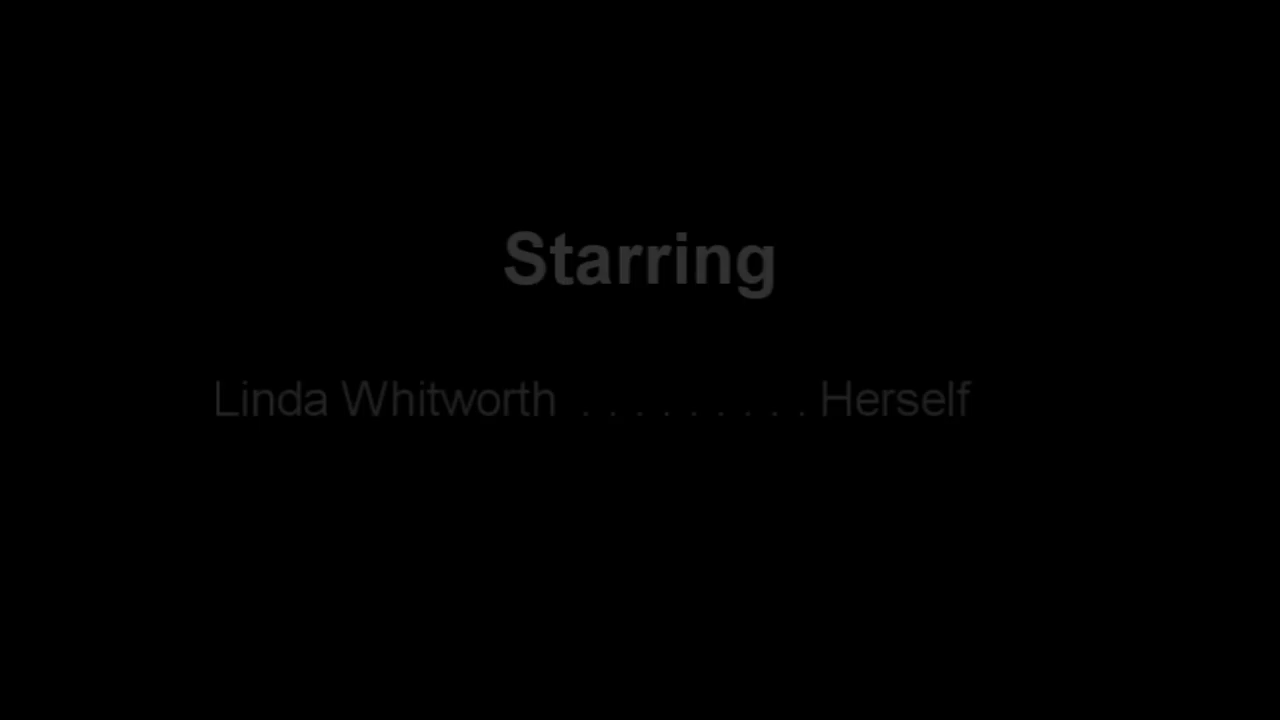 Starring
Linda Whitworth . . . . . . . . . Herself